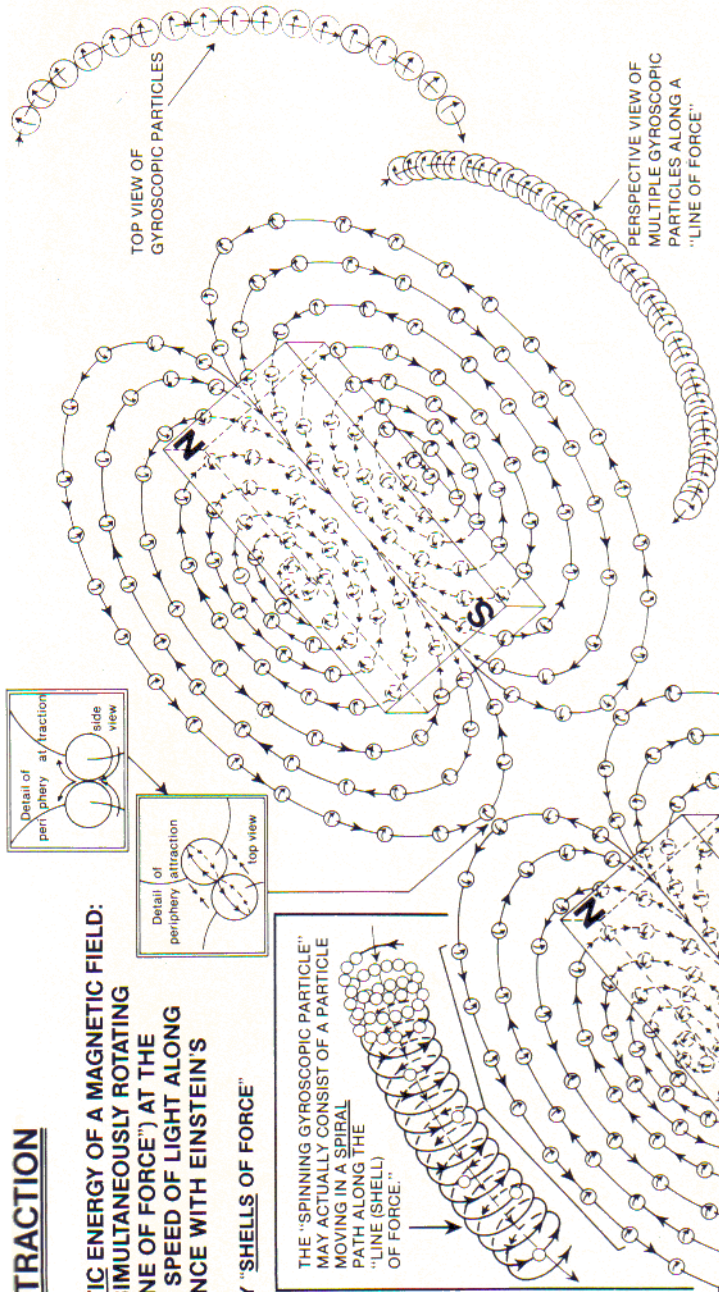 TRACTION
IC ENERGY OF A MAGNETIC FIELD:
IMULTANEOUSLY ROTATING
NE OF FORCE") AT THE
SPEED OF LIGHT ALONG
NCE WITH EINSTEIN'S
Y "SHELLS OF FORCE"
Detail of
periphery attraction
side
view
Detail of
periphery attraction
top view
THE "SPINNING GYROSCOPIC PARTICLE"
MAY ACTUALLY CONSIST OF A PARTICLE
MOVING IN A SPIRAL
PATH ALONG THE
"LINE (SHELL)
OF FORCE."
N
S
N
TOP VIEW OF
GYROSCOPIC PARTICLES
PERSPECTIVE VIEW OF
MULTIPLE GYROSCOPIC
PARTICLES ALONG A
"LINE OF FORCE"